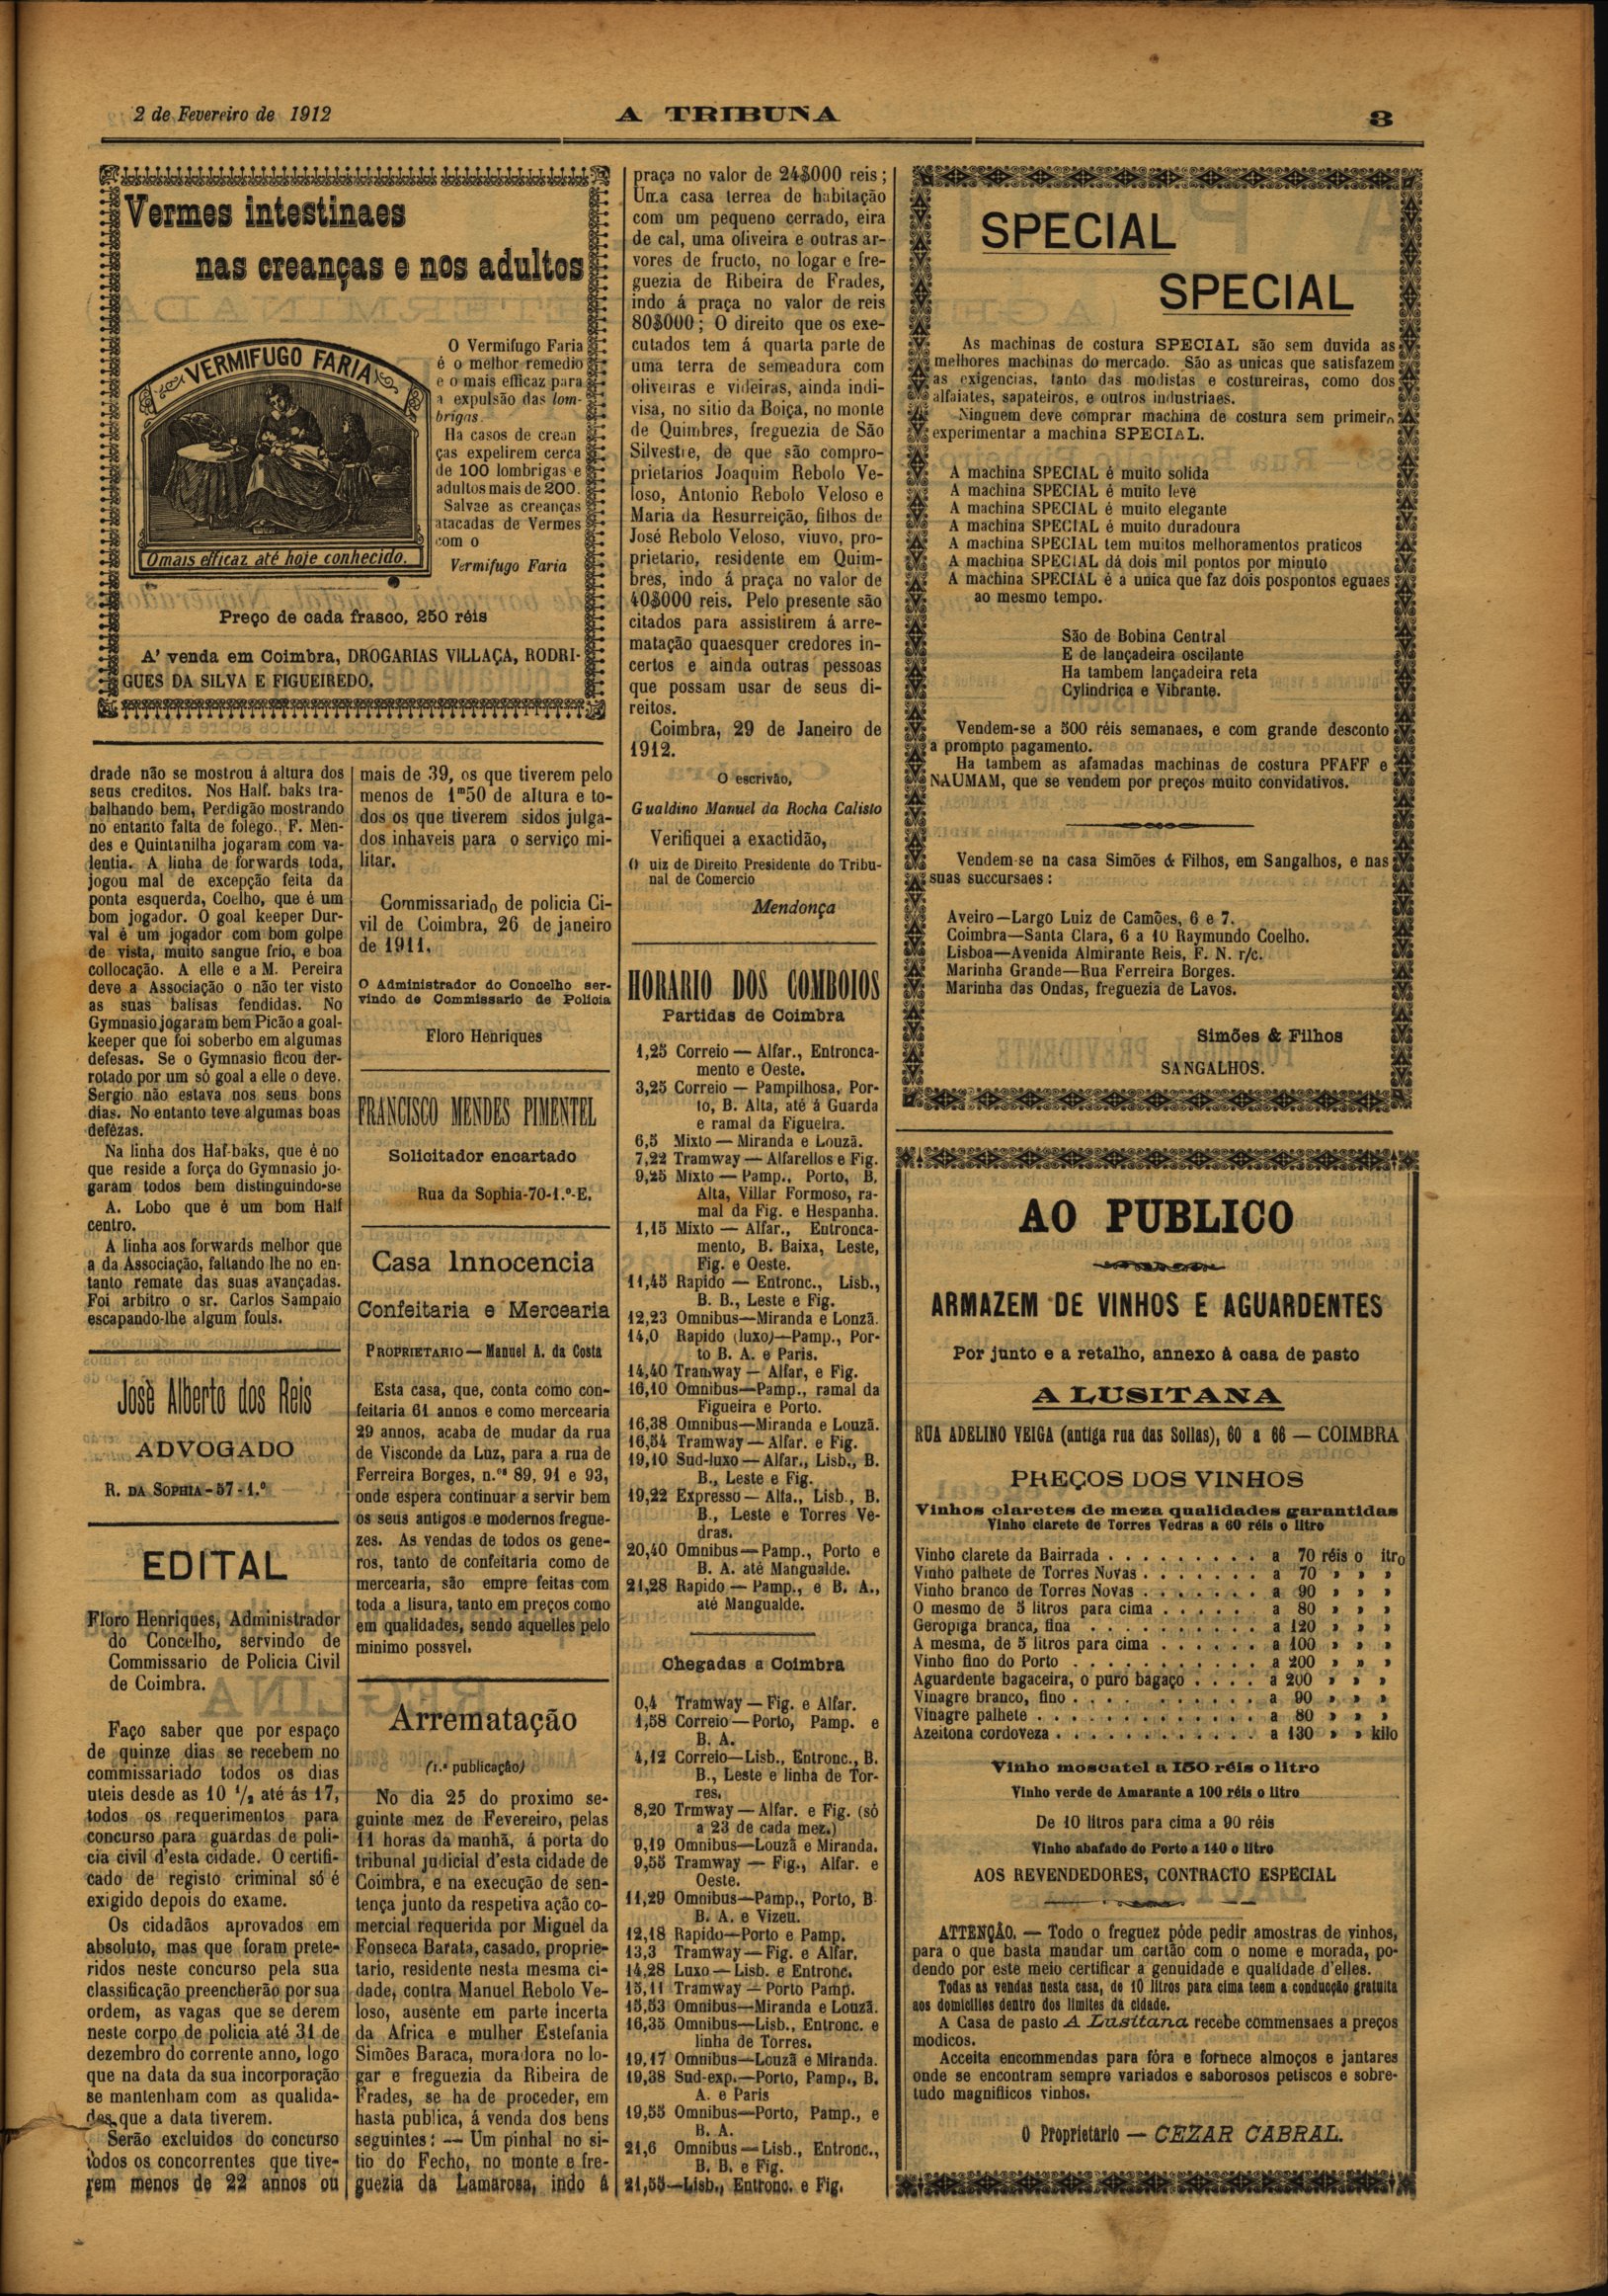 2 de Fevereiro de 1912
A TRIBUNA
3
Vermes intestinaes
nas creanças e nos adultos
VERMIFUGO FARIA
O mais efficaz até hoje conhecido.
O Vermifugo Faria
é o melhor remedio
e o mais efficaz para
a expulsão das lom-
brigas.
Ha casos de crean
ças expelirem cerca
de 100 lombrigas e
adultos mais de 200.
Salvae as creanças
atacadas de Vermes
com o
Vermifugo Faria
Preço de cada frasco, 250 réis
A' venda em Coimbra, DROGARIAS VILLAÇA, RODRI-
GUES DA SILVA E FIGUEIREDO.
drade não se mostrou á altura dos
seus creditos. Nos Half. baks tra-
balhando bem, Perdigão mostrando
no entanto falta de folego., F. Men-
des e Quintanilha jogaram com va-
lentia. A linha de forwards toda,
jogou mal de excepção feita da
ponta esquerda, Coelho, que é um
bom jogador. O goal keeper Dur-
val é um jogador com bom golpe
de vista, muito sangue frio, e boa
collocação. A elle e a M. Pereira
deve a Associação o não ter visto
as suas balisas fendidas. No
Gymnasio jogaram bem Picão a goal-
keeper que foi soberbo em algumas
defesas. Se o Gymnasio ficou der-
rotado por um só goal a elle o deve.
Sergio não estava nos seus bons
dias. No entanto teve algumas boas
defêzas.
Na linha dos Haf-baks, que é no
que reside a força do Gymnasio jo-
garam todos bem distinguindo-se
A. Lobo que é um bom Half
centro.
A linha aos forwards melhor que
a da Associação, faltando lhe no en-
tanto remate das suas avançadas.
Foi arbitro o sr. Carlos Sampaio
escapando-lhe algum fouls.
Josè Alberto dos Reis
ADVOGADO
R. DA SOPHIA-57-1.º
EDITAL
Floro Henriques, Administrador
do Concelho, servindo de
Commissario de Policia Civil
de Coimbra.
Faço saber que por espaço
de quinze dias se recebem no
commissariado todos os dias
uteis desde as 10 1/2 até ás 17,
todos os requerimentos para
concurso para guardas de poli-
cia civil d'esta cidade. O certifi-
cado de registo criminal só é
exigido depois do exame.
Os cidadãos aprovados em
absoluto, mas que foram prete-
ridos neste concurso pela sua
classificação preencherão por sua
ordem, as vagas que se derem
neste corpo de policia até 31 de
dezembro do corrente anno, logo
que na data da sua incorporação
se mantenham com as qualida-
des que a data tiverem.
Serão excluidos do concurso
todos os concorrentes que tive-
rem menos de 22 annos ou
mais de 39, os que tiverem pelo
menos de 1m50 de altura e to-
dos os que tiverem sidos julga-
dos inhaveis para o serviço mi-
litar.
Commissariado de policia Ci-
vil de Coimbra, 26 de janeiro
de 1911.
O Administrador do Concelho ser-
vindo de Commissario de Policia
Floro Henriques
FRANCISCO MENDES PIMENTEL
Solicitador encartado
Rua da Sophia-70-1.º-E.
Casa Innocencia
Confeitaria e Mercearia
PROPRIETARIO — Manuel A. da Costa
Esta casa, que, conta como con-
feitaria 61 annos e como mercearia
29 annos, acaba de mudar da rua
de Visconde da Luz, para a rua de
Ferreira Borges, n.os 89, 91 e 93,
onde espera continuar a servir bem
os seus antigos e modernos fregue-
zes. As vendas de todos os gene-
ros, tanto de confeitaria como de
mercearia, são empre feitas com
toda a lisura, tanto em preços como
em qualidades, sendo aquelles pelo
minimo possvel.
Arrematação
(1.ª publicação)
No dia 25 do proximo se-
guinte mez de Fevereiro, pelas
11 horas da manhã, á porta do
tribunal judicial d'esta cidade de
Coimbra, e na execução de sen-
tença junto da respetiva ação co-
mercial requerida por Miguel da
Fonseca Barata, casado, proprie-
tario, residente nesta mesma ci-
dade, contra Manuel Rebolo Ve-
loso, ausente em parte incerta
da Africa e mulher Estefania
Simões Baraca, moradora no lo-
gar e freguezia da Ribeira de
Frades, se ha de proceder, em
hasta publica, á venda dos bens
seguintes: — Um pinhal no si-
tio do Fecho, no monte e fre-
guezia da Lamarosa, indo á
praça no valor de 24$000 reis;
Uma casa terrea de habitação
com um pequeno cerrado, eira
de cal, uma oliveira e outras ar-
vores de fructo, no logar e fre-
guezia de Ribeira de Frades,
indo á praça no valor de reis
80$000; O direito que os exe-
cutados tem á quarta parte de
uma terra de semeadura com
oliveiras e videiras, ainda indi-
visa, no sitio da Boiça, no monte
de Quimbres, freguezia de São
Silvestre, de que são compro-
prietarios Joaquim Rebolo Ve-
loso, Antonio Rebolo Veloso e
Maria da Resurreição, filhos de
José Rebolo Veloso, viuvo, pro-
prietario, residente em Quim-
bres, indo á praça no valor de
40$000 reis. Pelo presente são
citados para assistirem á arre-
matação quaesquer credores in-
certos e ainda outras pessoas
que possam usar de seus di-
reitos.
Coimbra, 29 de Janeiro de
1912.
O escrivão,
Gualdino Manuel da Rocha Calisto
Verifiquei a exactidão,
O uiz de Direito Presidente do Tribu-
nal de Comercio
Mendonça
HORARIO DOS COMBOIOS
Partidas de Coimbra
1,25 Correio — Alfar., Entronca-
mento e Oeste.
3,25 Correio — Pampilhosa, Por-
to, B. Alta, até á Guarda
e ramal da Figueira.
6,5 Mixto — Miranda e Louzã.
7,22 Tramway — Alfarellos e Fig.
9,25 Mixto — Pamp., Porto, B.
Alta, Villar Formoso, ra-
mal da Fig. e Hespanha.
1,15 Mixto — Alfar., Entronca-
mento, B. Baixa, Leste,
Fig. e Oeste.
11,45 Rapido — Entronc., Lisb.,
B. B., Leste e Fig.
12,23 Omnibus—Miranda e Lonzã.
14,0 Rapido (luxo)—Pamp., Por-
to B. A. e Paris.
14,40 Tramway — Alfar, e Fig.
16,10 Omnibus—Pamp., ramal da
Figueira e Porto.
16,38 Omnibus—Miranda e Louzã.
16,54 Tramway — Alfar. e Fig.
19,10 Sud-luxo — Alfar., Lisb., B.
B., Leste e Fig.
19,22 Expresso — Alfa., Lisb., B.
B., Leste e Torres Ve-
dras.
20,40 Omnibus — Pamp., Porto e
B. A. até Mangualde.
21,28 Rapido — Pamp., e B. A.,
até Mangualde.
Chegadas a Coimbra
0,4 Tramway — Fig. e Alfar.
1,58 Correio — Porto, Pamp. e
B. A.
4,12 Correio—Lisb., Entronc., B.
B., Leste e linha de Tor-
res.
8,20 Trmway — Alfar. e Fig. (só
a 23 de cada mez.)
9,19 Omnibus—Louzã e Miranda.
9,55 Tramway — Fig., Alfar. e
Oeste.
11,29 Omnibus—Pamp., Porto, B.
B. A. e Vizeu.
12,18 Rapido—Porto e Pamp.
13,3 Tramway — Fig. e Alfar.
14,28 Luxo — Lisb. e Entronc.
15,11 Tramway — Porto Pamp.
15,53 Omnibus—Miranda e Louzã.
16,35 Omnibus—Lisb., Entronc. e
linha de Torres.
19,17 Omnibus—Louzã e Miranda.
19,38 Sud-exp.—Porto, Pamp., B.
A. e Paris
19,55 Omnibus—Porto, Pamp., e
B. A.
21,6 Omnibus — Lisb., Entronc.,
B. B. e Fig.
21,55—Lisb., Entronc. e Fig.
SPECIAL
SPECIAL
As machinas de costura SPECIAL são sem duvida as
melhores machinas do mercado. São as unicas que satisfazem
as exigencias, tanto das modistas e costureiras, como dos
alfaiates, sapateiros, e outros industriaes.
Ninguem deve comprar machina de costura sem primeiro
experimentar a machina SPECIAL.
A machina SPECIAL é muito solida
A machina SPECIAL é muito leve
A machina SPECIAL é muito elegante
A machina SPECIAL é muito duradoura
A machina SPECIAL tem muitos melhoramentos praticos
A machina SPECIAL dá dois mil pontos por minuto
A machina SPECIAL é a unica que faz dois pospontos eguaes
ao mesmo tempo.
São de Bobina Central
E de lançadeira oscilante
Ha tambem lançadeira reta
Cylindrica e Vibrante.
Vendem-se a 500 réis semanaes, e com grande desconto
a prompto pagamento.
Ha tambem as afamadas machinas de costura PFAFF e
NAUMAM, que se vendem por preços muito convidativos.
Vendem-se na casa Simões & Filhos, em Sangalhos, e nas
suas succursaes:
Aveiro—Largo Luiz de Camões, 6 e 7.
Coimbra—Santa Clara, 6 a 10 Raymundo Coelho.
Lisboa—Avenida Almirante Reis, F. N. r/c.
Marinha Grande—Rua Ferreira Borges.
Marinha das Ondas, freguezia de Lavos.
Simões & Filhos
SANGALHOS.
AO PUBLICO
ARMAZEM DE VINHOS E AGUARDENTES
Por junto e a retalho, annexo á casa de pasto
A LUSITANA
RUA ADELINO VEIGA (antiga rua das Sollas), 60 a 66 — COIMBRA
PREÇOS DOS VINHOS
Vinhos claretes de meza qualidades garantidas
Vinho clarete de Torres Vedras a 60 réis o litro
Vinho clarete da Bairrada . . . . . . . . . . a 70 réis o itro
Vinho palhete de Torres Novas . . . . . . . a 70 » » »
Vinho branco de Torres Novas . . . . . . . a 90 » » »
O mesmo de 5 litros para cima . . . . . a 80 » » »
Geropiga branca, fina . . . . . . . . . . a 120 » » »
A mesma, de 5 litros para cima . . . . . . a 100 » » »
Vinho fino do Porto . . . . . . . . . . . a 200 » » »
Aguardente bagaceira, o puro bagaço . . . . a 200 » » »
Vinagre branco, fino . . . . . . . . . . a 90 » » »
Vinagre palhete . . . . . . . . . . . . . a 80 » » »
Azeitona cordoveza . . . . . . . . . . . . a 130 » » kilo
Vinho moscatel a 150 réis o litro
Vinho verde de Amarante a 100 réis o litro
De 10 litros para cima a 90 réis
Vinho abafado do Porto a 140 o litro
AOS REVENDEDORES, CONTRACTO ESPECIAL
ATTENÇÃO. — Todo o freguez póde pedir amostras de vinhos,
para o que basta mandar um cartão com o nome e morada, po-
dendo por este meio certificar a genuidade e qualidade d'elles.
Todas as vendas nesta casa, de 10 litros para cima teem a conducção gratuita
aos domicilios dentro dos limites da cidade.
A Casa de pasto A Lusitana recebe commensaes a preços
modicos.
Acceita encommendas para fóra e fornece almoços e jantares
onde se encontram sempre variados e saborosos petiscos e sobre-
tudo magnificos vinhos.
O Proprietario — CEZAR CABRAL.